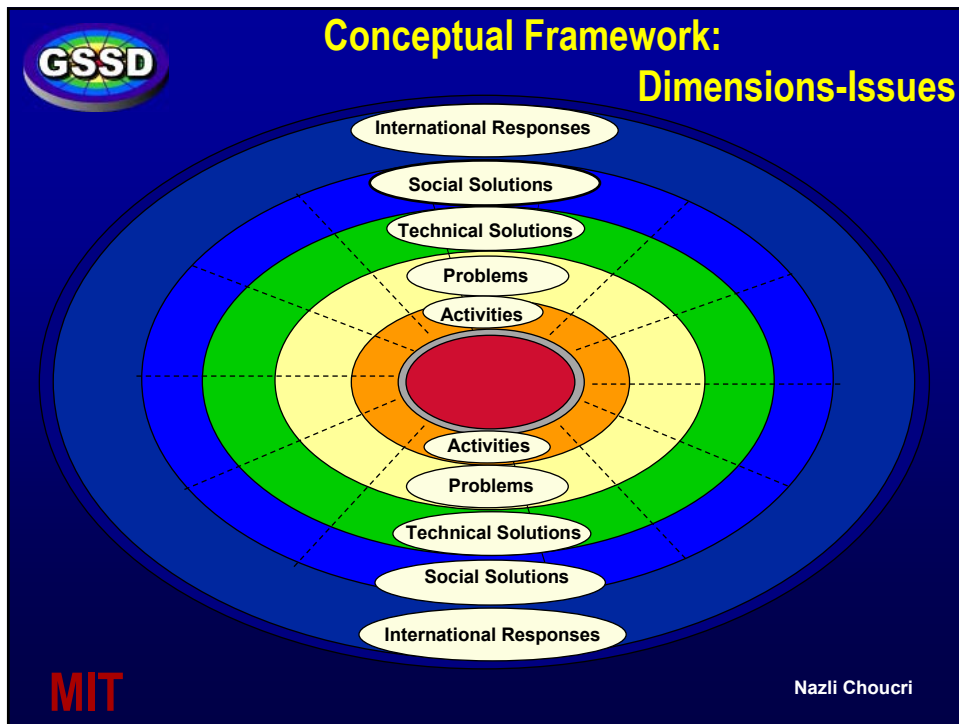 GSSD
Conceptual Framework:
Dimensions-Issues
International Responses
Social Solutions
Technical Solutions
Problems
Activities
Activities
Problems
Technical Solutions
Social Solutions
International Responses
MIT
Nazli Choucri